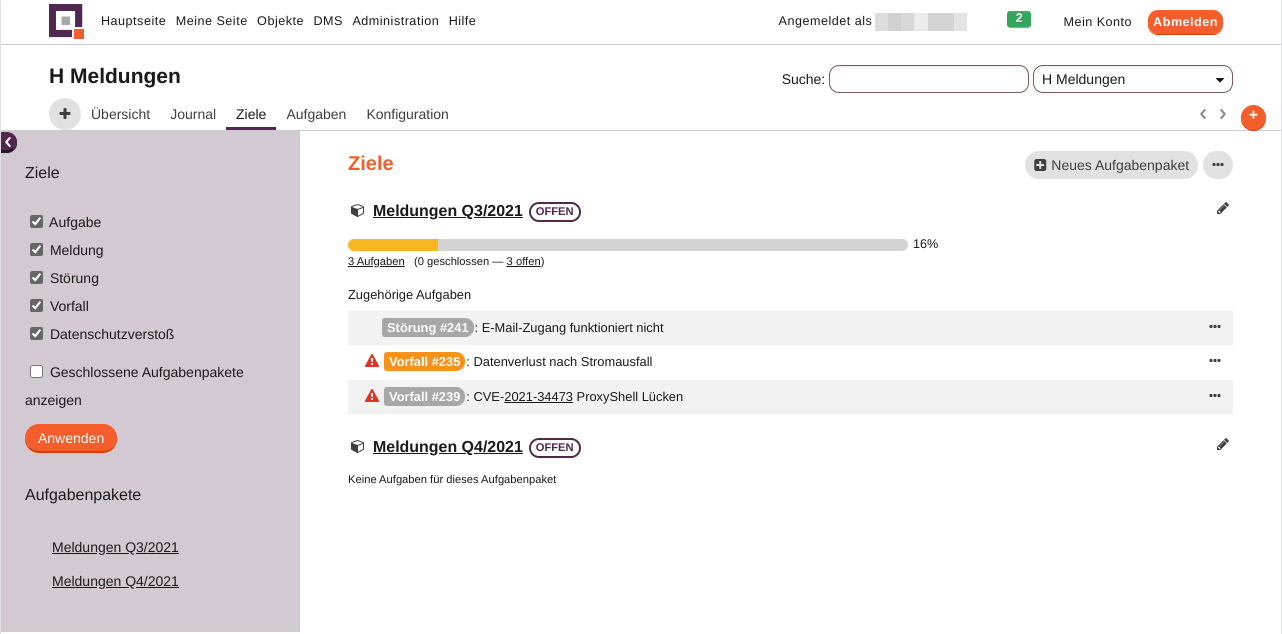 Hauptseite Meine Seite Objekte DMS Administration Hilfe
Angemeldet als
2
Mein Konto
Abmelden
H Meldungen
Suche:
H Meldungen
+ Übersicht Journal Ziele Aufgaben Konfiguration
+
Ziele
Aufgabe
Meldung
Störung
Vorfall
Datenschutzverstoß
Geschlossene Aufgabenpakete
anzeigen
Anwenden
Aufgabenpakete
Meldungen Q3/2021
Meldungen Q4/2021
Ziele
Neues Aufgabenpaket
Meldungen Q3/2021 OFFEN
16%
3 Aufgaben (0 geschlossen — 3 offen)
Zugehörige Aufgaben
Störung #241: E-Mail-Zugang funktioniert nicht
Vorfall #235: Datenverlust nach Stromausfall
Vorfall #239: CVE-2021-34473 ProxyShell Lücken
Meldungen Q4/2021 OFFEN
Keine Aufgaben für dieses Aufgabenpaket